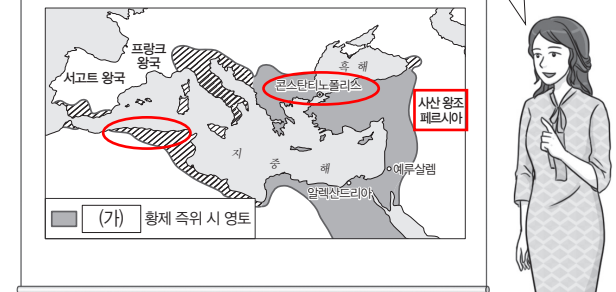 프랑크
왕국
서고트 왕국
흑 해
콘스탄티노폴리스
사산 왕조
페르시아
지 중 해
예루살렘
알렉산드리아
(가) 황제 즉위 시 영토